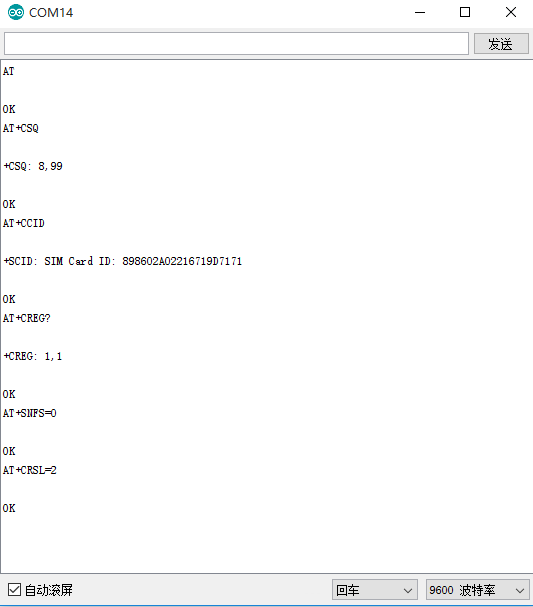 COM14
发送
AT
OK
AT+CSQ
+CSQ: 8,99
OK
AT+CCID
+SCID: SIM Card ID: 898602A02216719D7171
OK
AT+CREG?
+CREG: 1,1
OK
AT+SNFS=0
OK
AT+CRSL=2
OK
自动滚屏
回车
9600 波特率